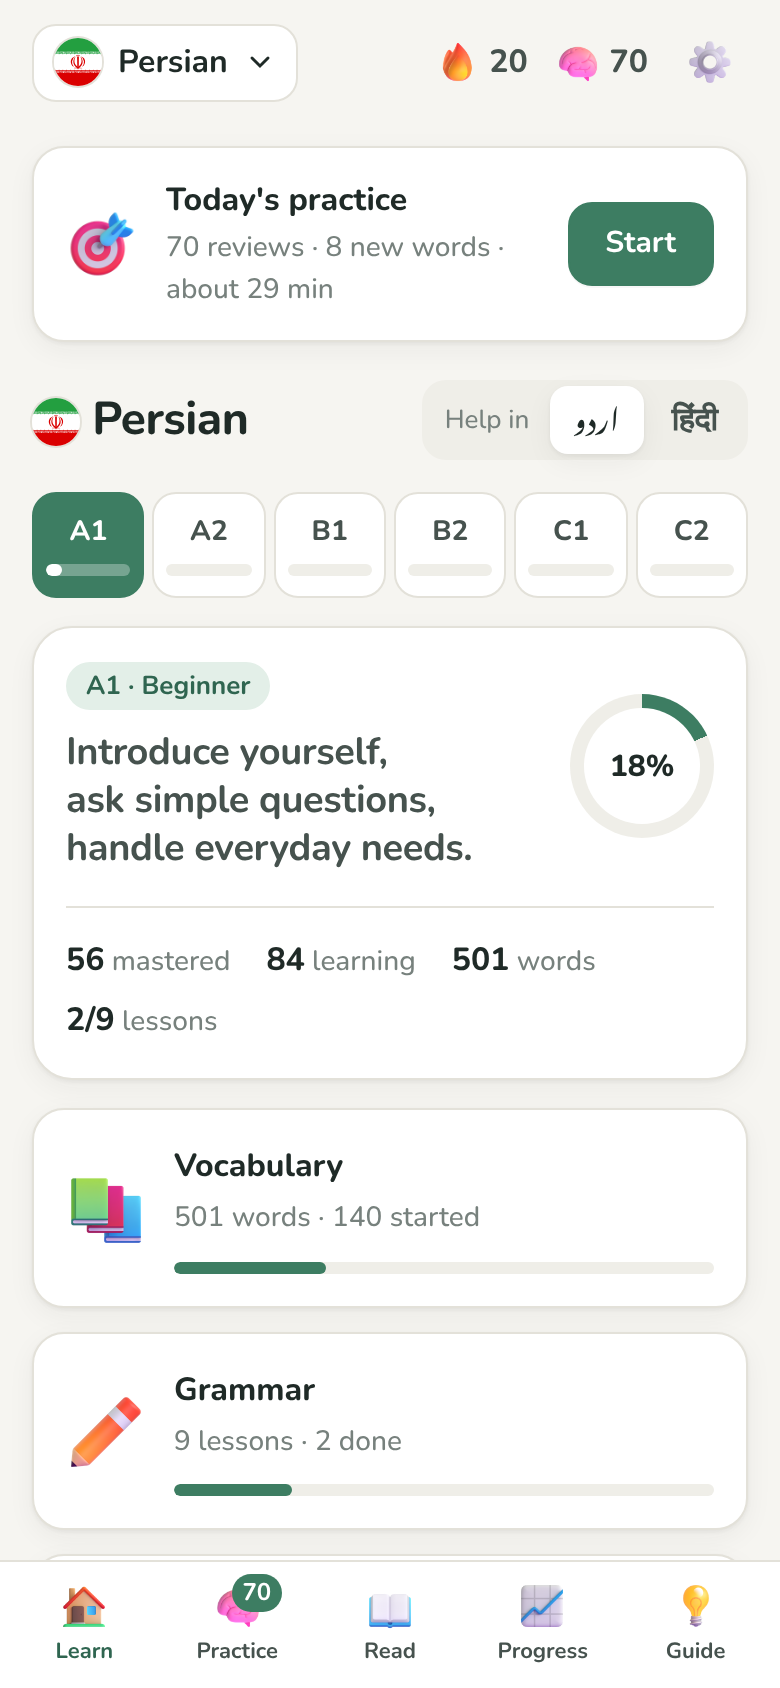 Persian
20
70
Today's practice
70 reviews · 8 new words ·
about 29 min
Start
Persian
Help in
اردو
हिंदी
A1
A2
B1
B2
C1
C2
A1 · Beginner
Introduce yourself,
ask simple questions,
handle everyday needs.
18%
56 mastered
84 learning
501 words
2/9 lessons
Vocabulary
501 words · 140 started
Grammar
9 lessons · 2 done
70
Learn
Practice
Read
Progress
Guide